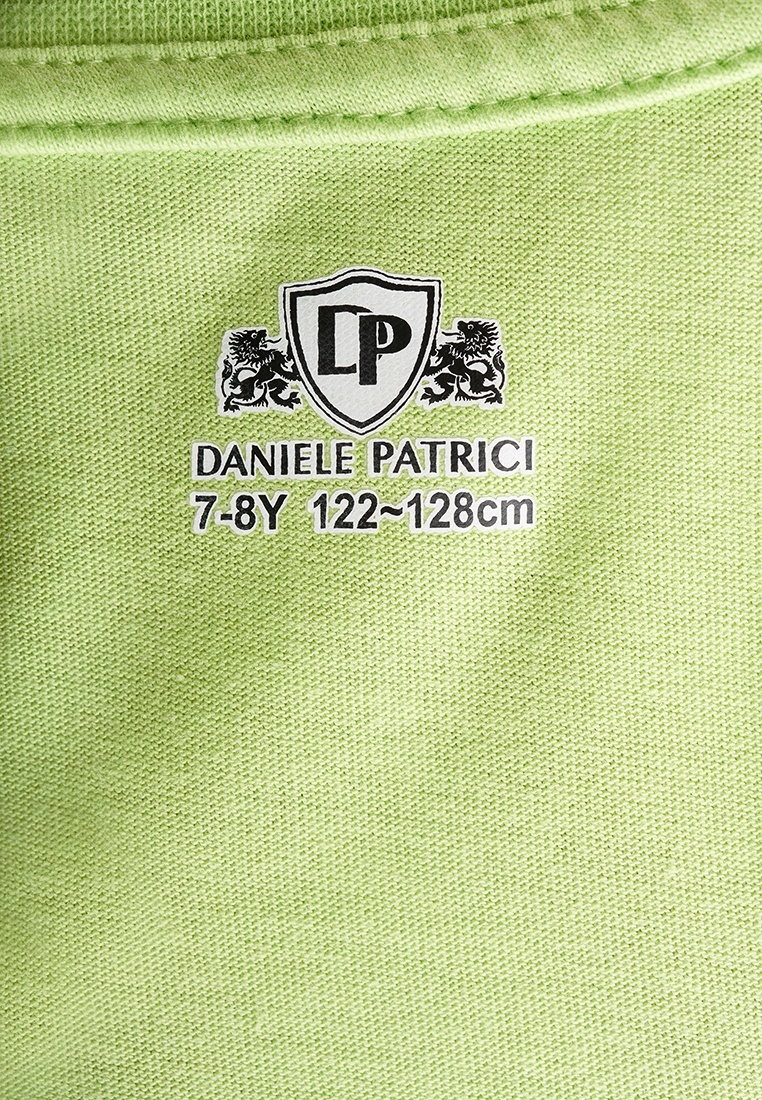 DP
DANIELE PATRICI
7-8Y 122~128cm